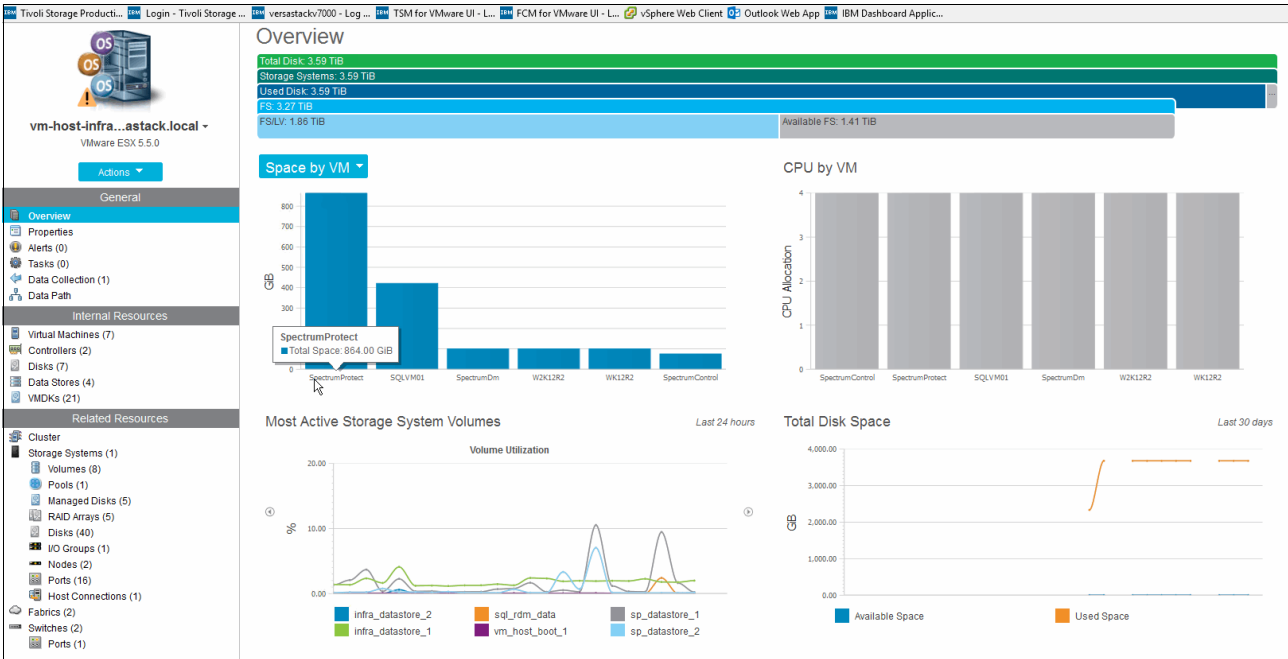 IBM Tivoli Storage Producti... IBM Login - Tivoli Storage ... IBM versastackv7000 - Log ... IBM TSM for VMware UI - L... IBM FCM for VMware UI - L... vSphere Web Client Outlook Web App IBM IBM Dashboard Applic...
OS
OS
OS
vm-host-infra...astack.local
VMware ESX 5.5.0
Actions
General
Overview
Properties
Alerts (0)
Tasks (0)
Data Collection (1)
Data Path
Internal Resources
Virtual Machines (7)
Controllers (2)
Disks (7)
Data Stores (4)
VMDKs (21)
Related Resources
Cluster
Storage Systems (1)
Volumes (8)
Pools (1)
Managed Disks (5)
RAID Arrays (5)
Disks (40)
I/O Groups (1)
Nodes (2)
Ports (16)
Host Connections (1)
Fabrics (2)
Switches (2)
Ports (1)
Overview
Total Disk: 3.59 TiB
Storage Systems: 3.59 TiB
Used Disk: 3.59 TiB
...
FS: 3.27 TiB
FS/LV: 1.86 TiB
Available FS: 1.41 TiB
Space by VM
800
700
600
500
400
300
0
GB
SpectrumProtect
Total Space: 864.00 GiB
SpectrumProtect SQLVM01 SpectrumDm W2K12R2 WK12R2 SpectrumControl
CPU by VM
4
3
2
1
0
CPU Allocation
SpectrumControl SpectrumProtect SQLVM01 SpectrumDm W2K12R2 WK12R2
Most Active Storage System Volumes
Last 24 hours
Volume Utilization
20.00
10.00
0.00
%
infra_datastore_2 sql_rdm_data sp_datastore_1
infra_datastore_1 vm_host_boot_1 sp_datastore_2
Total Disk Space
Last 30 days
4,000.00
3,000.00
2,000.00
1,000.00
0.00
GB
Available Space Used Space